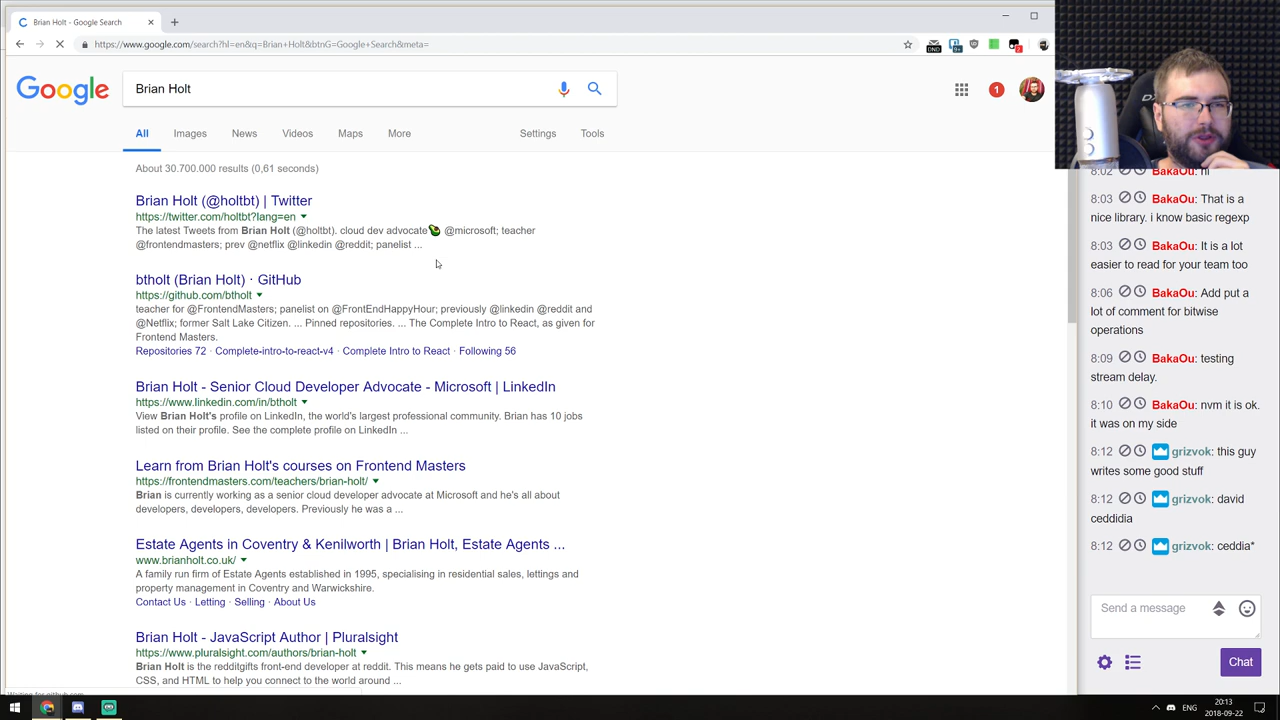 Brian Holt - Google Search
https://www.google.com/search?hl=en&q=Brian+Holt&btnG=Google+Search&meta=
DND
9+
2
Google
Brian Holt
1
All Images News Videos Maps More Settings Tools
About 30.700.000 results (0,61 seconds)
Brian Holt (@holtbt) | Twitter
https://twitter.com/holtbt?lang=en
The latest Tweets from Brian Holt (@holtbt). cloud dev advocate @microsoft; teacher
@frontendmasters; prev @netflix @linkedin @reddit; panelist ...
btholt (Brian Holt) · GitHub
https://github.com/btholt
teacher for @FrontendMasters; panelist on @FrontEndHappyHour; previously @linkedin @reddit and
@Netflix; former Salt Lake Citizen. ... Pinned repositories. ... The Complete Intro to React, as given for
Frontend Masters.
Repositories 72 · Complete-intro-to-react-v4 · Complete Intro to React · Following 56
Brian Holt - Senior Cloud Developer Advocate - Microsoft | LinkedIn
https://www.linkedin.com/in/btholt
View Brian Holt's profile on LinkedIn, the world's largest professional community. Brian has 10 jobs
listed on their profile. See the complete profile on LinkedIn ...
Learn from Brian Holt's courses on Frontend Masters
https://frontendmasters.com/teachers/brian-holt/
Brian is currently working as a senior cloud developer advocate at Microsoft and he's all about
developers, developers, developers. Previously he was a ...
Estate Agents in Coventry & Kenilworth | Brian Holt, Estate Agents ...
www.brianholt.co.uk/
A family run firm of Estate Agents established in 1995, specialising in residential sales, lettings and
property management in Coventry and Warwickshire.
Contact Us · Letting · Selling · About Us
Brian Holt - JavaScript Author | Pluralsight
https://www.pluralsight.com/authors/brian-holt
Brian Holt is the redditgifts front-end developer at reddit. This means he gets paid to use JavaScript,
CSS, and HTML to help you connect to the world around ...
Waiting for github.com
8:02 BakaOu: hi
8:03 BakaOu: That is a
nice library. i know basic regexp
8:03 BakaOu: It is a lot
easier to read for your team too
8:06 BakaOu: Add put a
lot of comment for bitwise
operations
8:09 BakaOu: testing
stream delay.
8:10 BakaOu: nvm it is ok.
it was on my side
8:12 grizvok: this guy
writes some good stuff
8:12 grizvok: david
ceddidia
8:12 grizvok: ceddia*
Send a message
Chat
ENG
20:13
2018-09-22